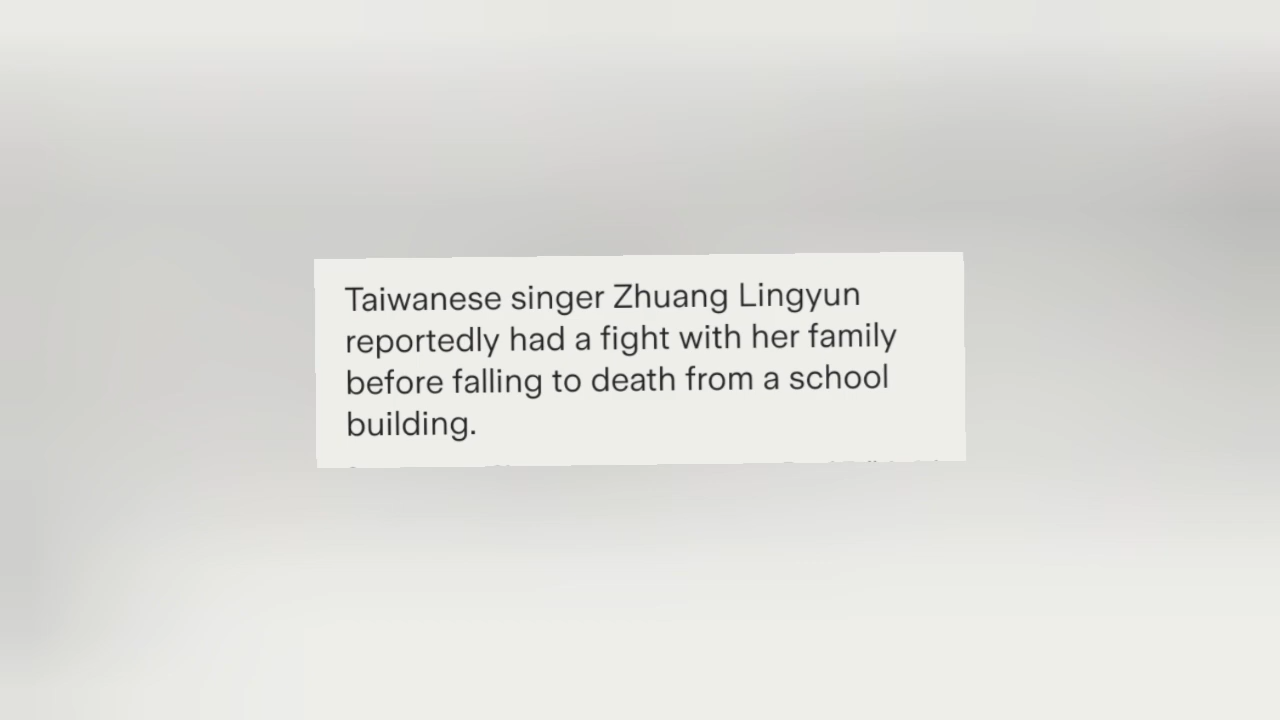 Taiwanese singer Zhuang Lingyun
reportedly had a fight with her family
before falling to death from a school
building.